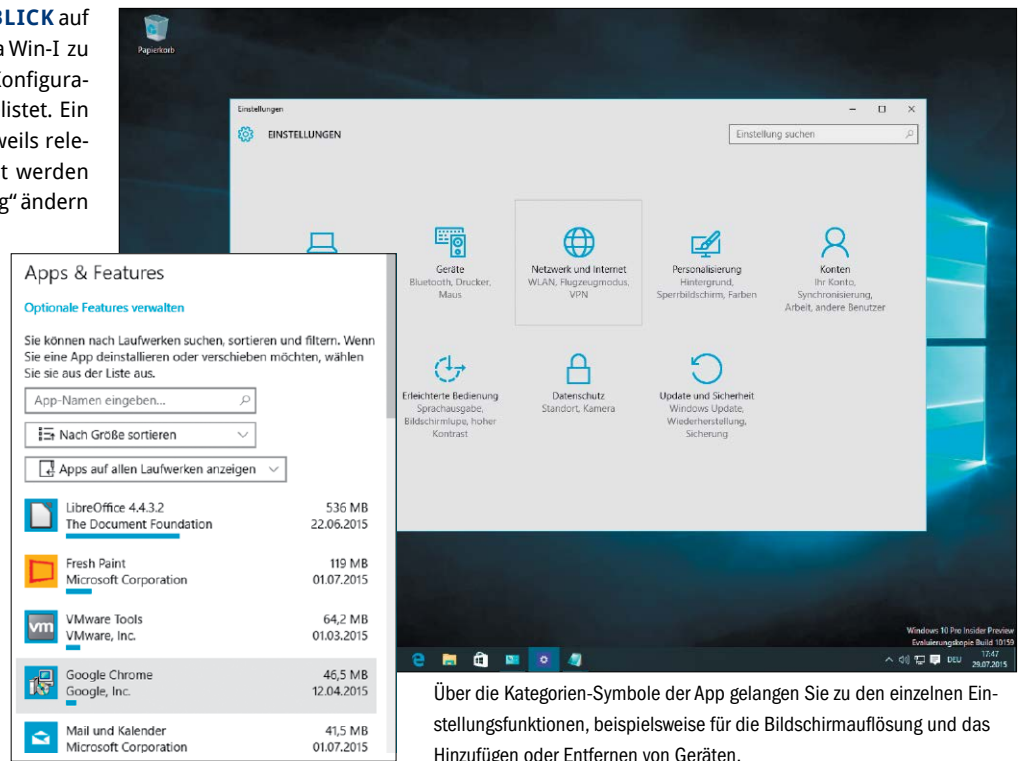 BLICK auf
Win-I zu
listet. Ein
t werden
ändern
Papierkorb
Einstellungen
EINSTELLUNGEN
Einstellung suchen
Geräte
Bluetooth, Drucker,
Maus
Netzwerk und Internet
WLAN, Flugzeugmodus,
VPN
Personalisierung
Hintergrund,
Sperrbildschirm, Farben
Konten
Ihr Konto,
Synchronisierung,
Arbeit, andere Benutzer
Erleichterte Bedienung
Sprachausgabe,
Bildschirmlupe, hoher
Kontrast
Datenschutz
Standort, Kamera
Update und Sicherheit
Windows Update,
Wiederherstellung,
Sicherung
Apps & Features
Optionale Features verwalten
Sie können nach Laufwerken suchen, sortieren und filtern. Wenn
Sie eine App deinstallieren oder verschieben möchten, wählen
Sie sie aus der Liste aus.
App-Namen eingeben...
Nach Größe sortieren
Apps auf allen Laufwerken anzeigen
LibreOffice 4.4.3.2 536 MB
The Document Foundation 22.06.2015
Fresh Paint 119 MB
Microsoft Corporation 01.07.2015
vm VMware Tools 64,2 MB
VMware, Inc. 01.03.2015
Google Chrome 46,5 MB
Google, Inc. 12.04.2015
Mail und Kalender 41,5 MB
Microsoft Corporation 01.07.2015
Windows 10 Pro Insider Preview
Evaluierungskopie Build 10159
DEU 17:47
29.07.2015
Über die Kategorien-Symbole der App gelangen Sie zu den einzelnen Ein-
stellungsfunktionen, beispielsweise für die Bildschirmauflösung und das
Hinzufügen oder Entfernen von Geräten.